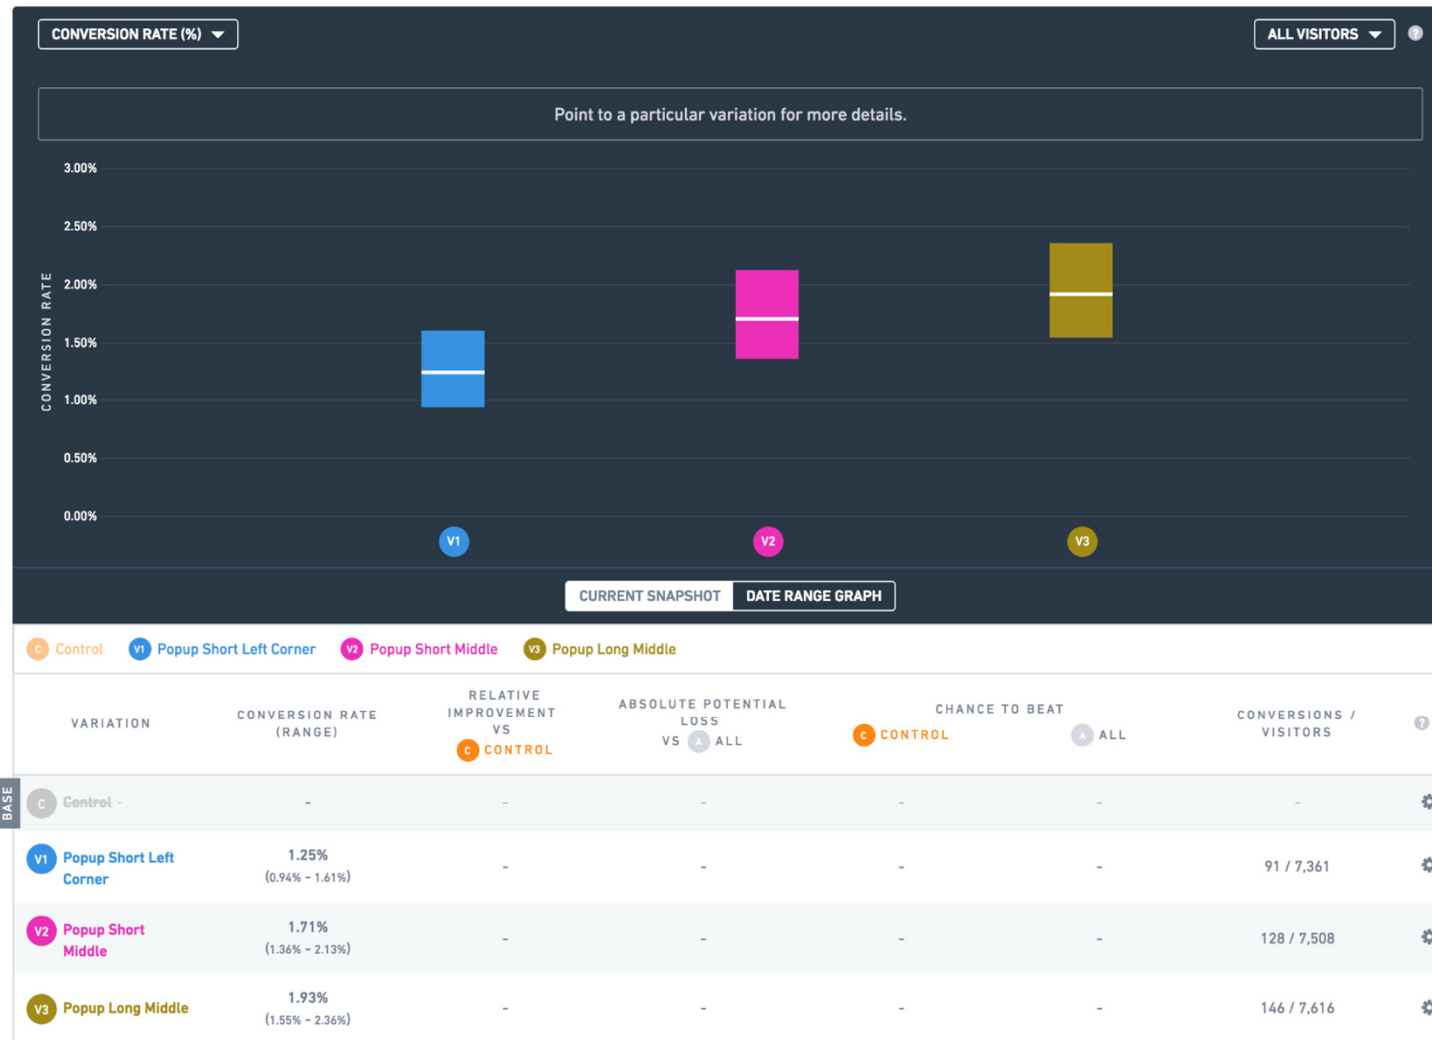 CONVERSION RATE (%)
ALL VISITORS
?
Point to a particular variation for more details.
3.00%
2.50%
2.00%
1.50%
1.00%
0.50%
0.00%
CONVERSION RATE
V1
V2
V3
CURRENT SNAPSHOT
DATE RANGE GRAPH
C Control
V1 Popup Short Left Corner
V2 Popup Short Middle
V3 Popup Long Middle
VARIATION
CONVERSION RATE
(RANGE)
RELATIVE
IMPROVEMENT
VS
C CONTROL
ABSOLUTE POTENTIAL
LOSS
VS A ALL
CHANCE TO BEAT
C CONTROL
A ALL
CONVERSIONS /
VISITORS
?
BASE
C Control - - - - - - -
V1 Popup Short Left
Corner
1.25%
(0.94% - 1.61%)
- - - -
91 / 7,361
V2 Popup Short
Middle
1.71%
(1.36% - 2.13%)
- - - -
128 / 7,508
V3 Popup Long Middle
1.93%
(1.55% - 2.36%)
- - - -
146 / 7,616